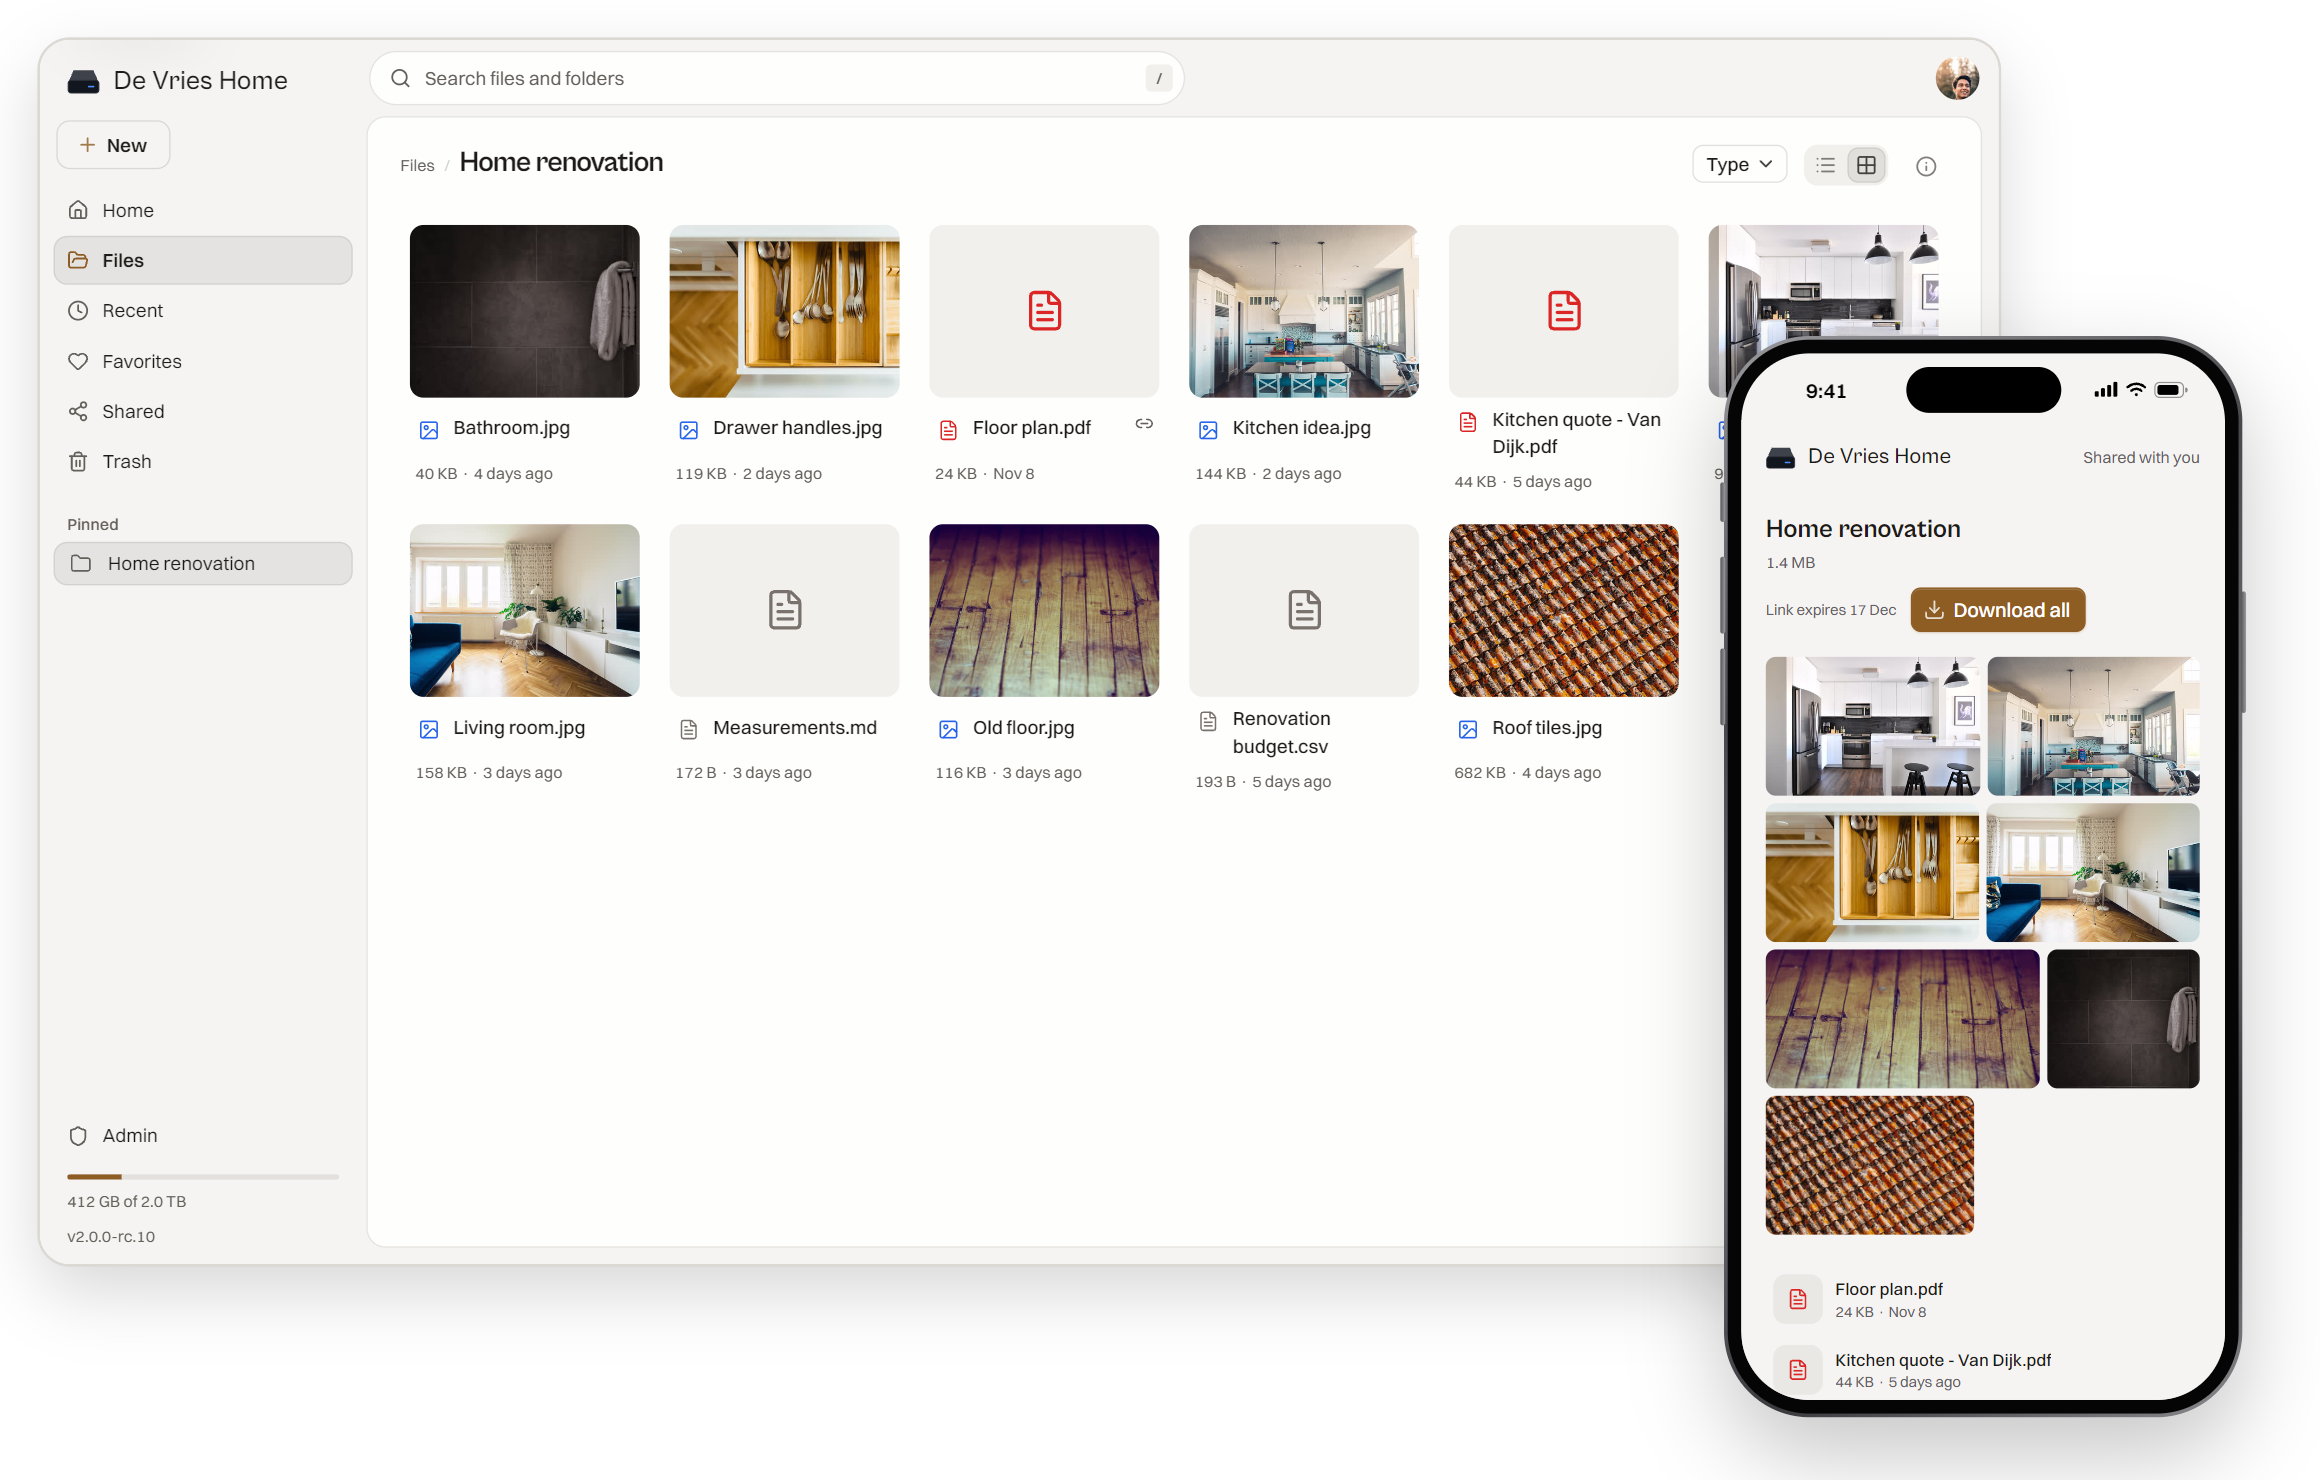 De Vries Home
Search files and folders
/
New
Home
Files
Recent
Favorites
Shared
Trash
Pinned
Home renovation
Admin
412 GB of 2.0 TB
v2.0.0-rc.10
Files / Home renovation
Type
Bathroom.jpg
40 KB · 4 days ago
Drawer handles.jpg
119 KB · 2 days ago
Floor plan.pdf
24 KB · Nov 8
Kitchen idea.jpg
144 KB · 2 days ago
Kitchen quote - Van
Dijk.pdf
44 KB · 5 days ago
9
Living room.jpg
158 KB · 3 days ago
Measurements.md
172 B · 3 days ago
Old floor.jpg
116 KB · 3 days ago
Renovation
budget.csv
193 B · 5 days ago
Roof tiles.jpg
682 KB · 4 days ago
9:41
De Vries Home
Shared with you
Home renovation
1.4 MB
Link expires 17 Dec
Download all
Floor plan.pdf
24 KB · Nov 8
Kitchen quote - Van Dijk.pdf
44 KB · 5 days ago